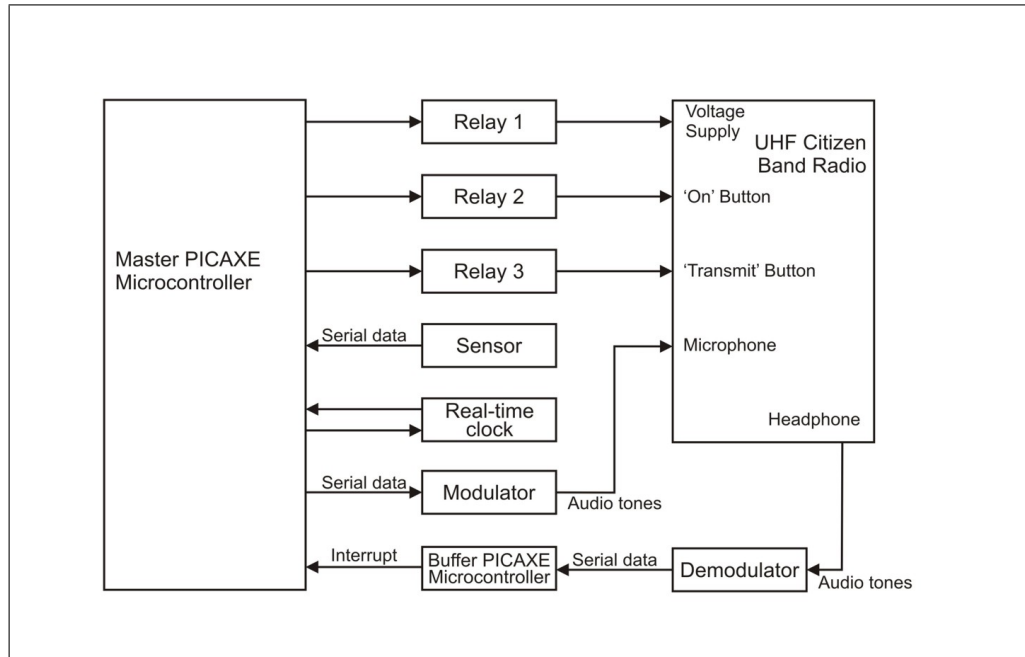 Master PICAXE
Microcontroller
Relay 1
Voltage
Supply
UHF Citizen
Band Radio
Relay 2
‘On’ Button
Relay 3
‘Transmit’ Button
Serial data
Sensor
Microphone
Real-time
clock
Headphone
Serial data
Modulator
Audio tones
Interrupt
Buffer PICAXE
Microcontroller
Serial data
Demodulator
Audio tones